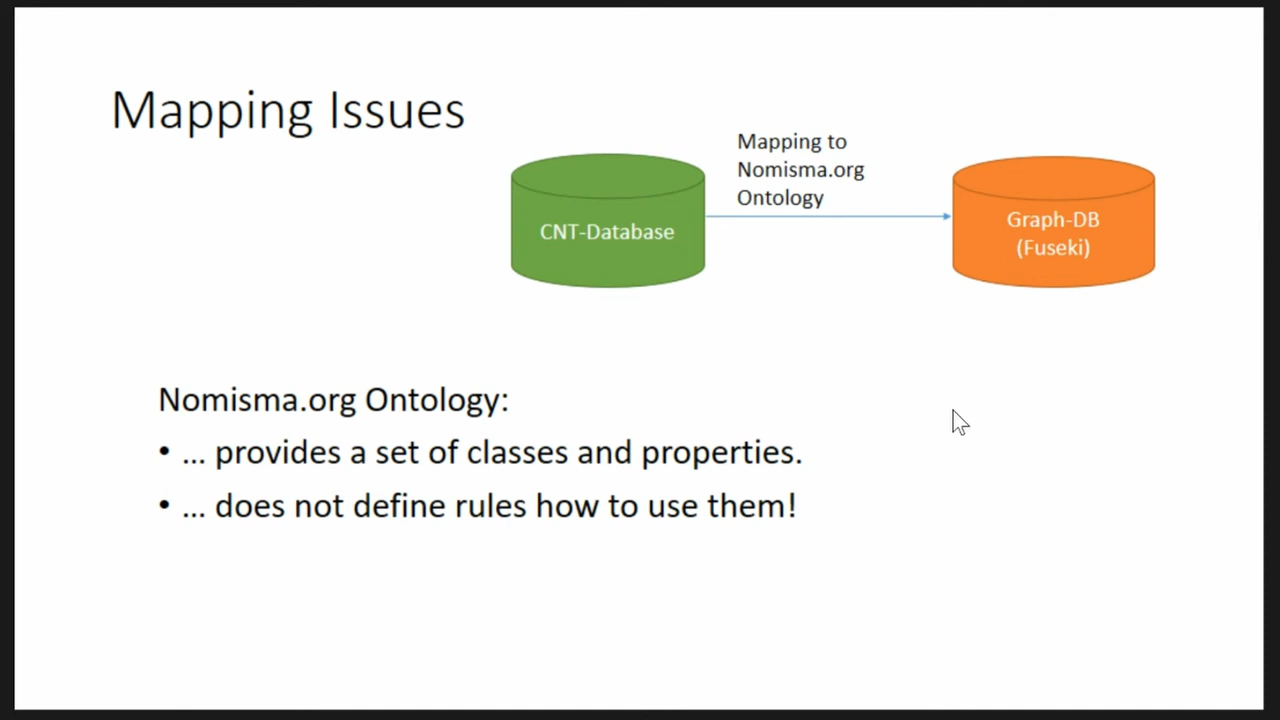 Mapping Issues
Mapping to
Nomisma.org
Ontology
CNT-Database
Graph-DB
(Fuseki)
Nomisma.org Ontology:
• ... provides a set of classes and properties.
• ... does not define rules how to use them!